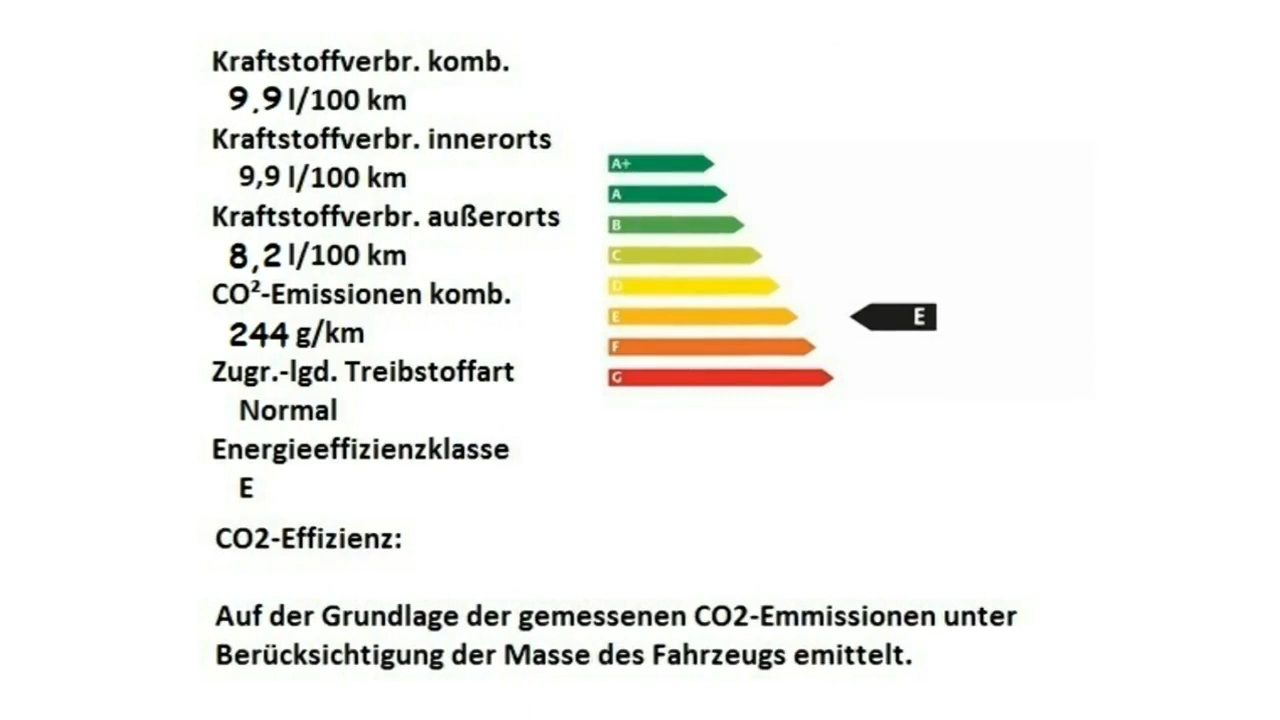 Kraftstoffverbr. komb.
9.9 l/100 km
Kraftstoffverbr. innerorts
9,9 l/100 km
Kraftstoffverbr. außerorts
8,2 l/100 km
CO²-Emissionen komb.
244 g/km
Zugr.-lgd. Treibstoffart
Normal
Energieeffizienzklasse
E
A+
A
B
C
D
E
E
F
G
CO2-Effizienz:
Auf der Grundlage der gemessenen CO2-Emmissionen unter
Berücksichtigung der Masse des Fahrzeugs emittelt.